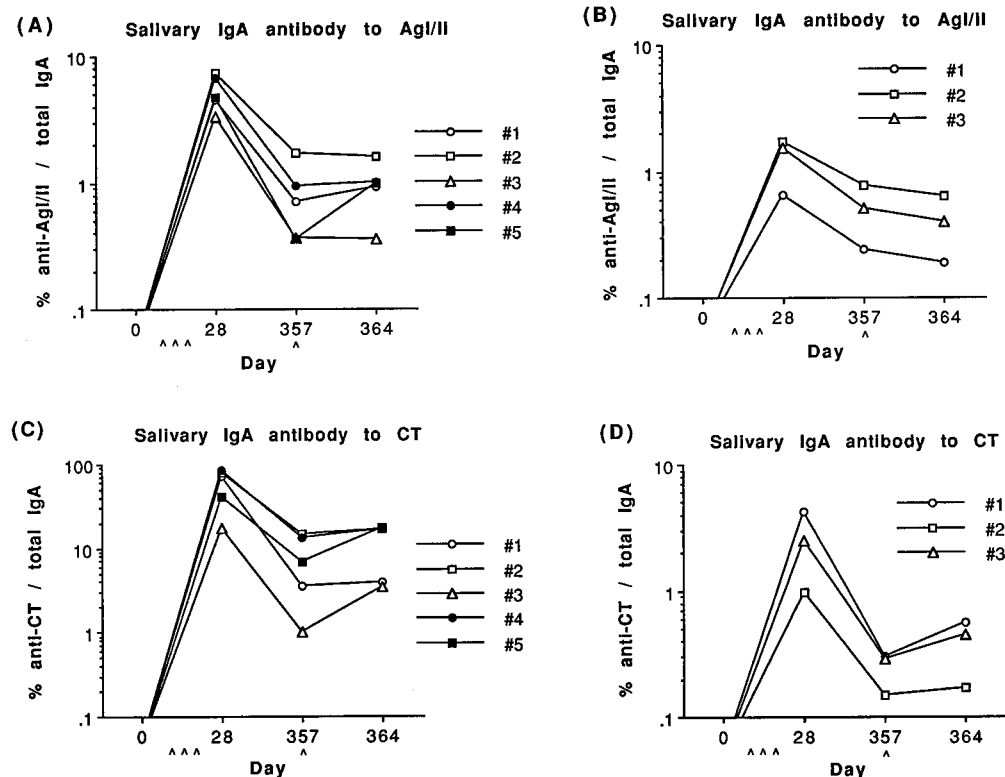 (A)
Salivary IgA antibody to AgI/II
% anti-AgI/II / total IgA
10
1
.1
0 28 357 364
^ ^ ^ ^
Day
#1
#2
#3
#4
#5
(B)
Salivary IgA antibody to AgI/II
% anti-AgI/II / total IgA
10
1
.1
0 28 357 364
^ ^ ^ ^
Day
#1
#2
#3
(C)
Salivary IgA antibody to CT
% anti-CT / total IgA
100
10
1
.1
0 28 357 364
^ ^ ^ ^
Day
#1
#2
#3
#4
#5
(D)
Salivary IgA antibody to CT
% anti-CT / total IgA
10
1
.1
0 28 357 364
^ ^ ^ ^
Day
#1
#2
#3